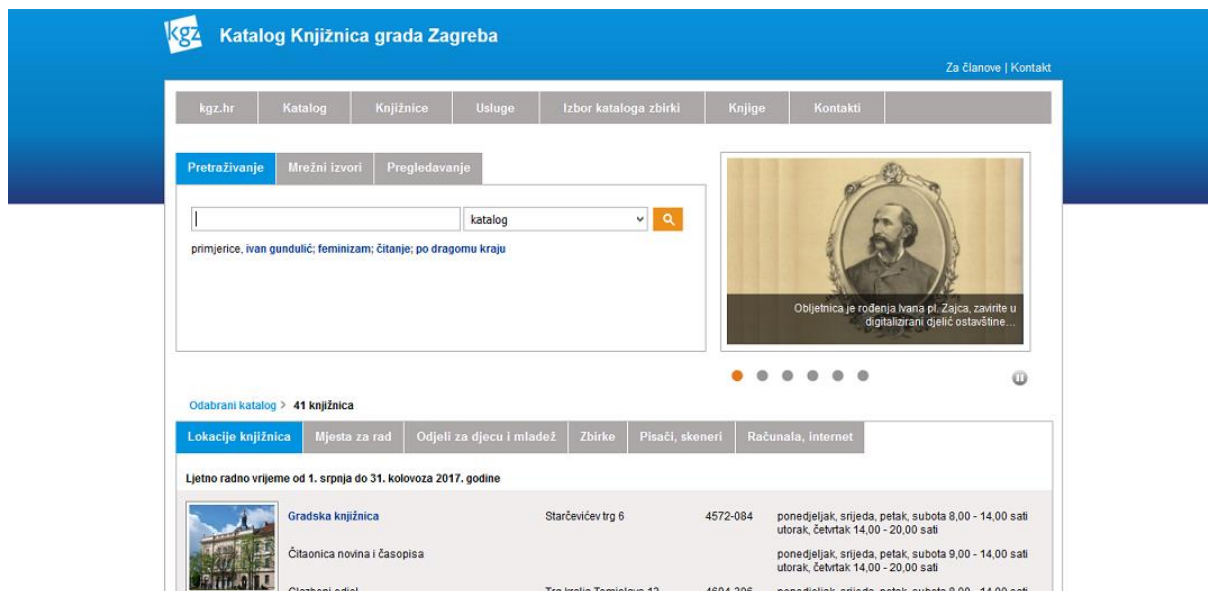 kgz Katalog Knjižnica grada Zagreba
Za članove | Kontakt
kgz.hr Katalog Knjižnice Usluge Izbor kataloga zbirki Knjige Kontakti
Pretraživanje Mrežni izvori Pregledavanje
katalog
primjerice, ivan gundulić; feminizam; čitanje; po dragomu kraju
Obljetnica je rođenja Ivana pl. Zajca, zavirite u
digitalizirani djelić ostavštine...
Odabrani katalog > 41 knjižnica
Lokacije knjižnica Mjesta za rad Odjeli za djecu i mladež Zbirke Pisači, skeneri Računala, internet
Ljetno radno vrijeme od 1. srpnja do 31. kolovoza 2017. godine
Gradska knjižnica Starčevićev trg 6 4572-084 ponedjeljak, srijeda, petak, subota 8,00 - 14,00 sati
utorak, četvrtak 14,00 - 20,00 sati
Čitaonica novina i časopisa ponedjeljak, srijeda, petak, subota 9,00 - 14,00 sati
utorak, četvrtak 14,00 - 20,00 sati